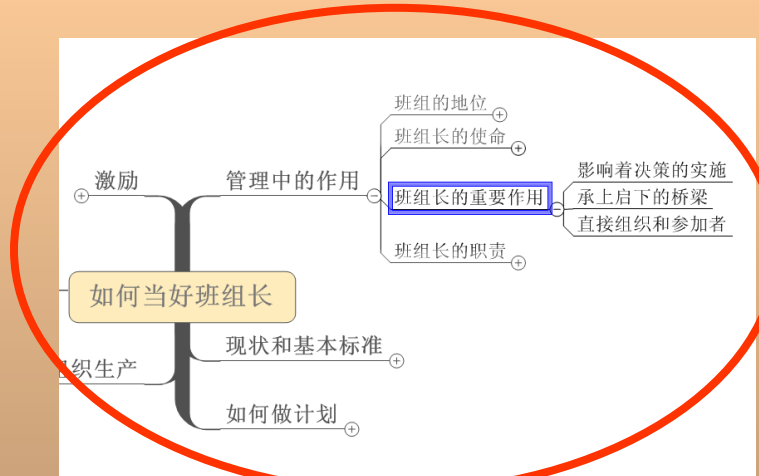 班组的地位
班组长的使命
影响着决策的实施
激励
管理中的作用
班组长的重要作用
承上启下的桥梁
直接组织和参加者
班组长的职责
如何当好班组长
现状和基本标准
织生产
如何做计划